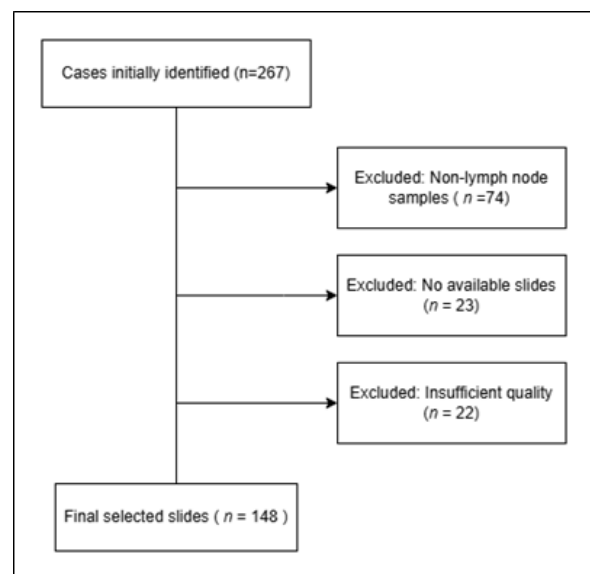 Cases initially identified (n=267)
Excluded: Non-lymph node
samples ( n =74)
Excluded: No available slides
(n = 23)
Excluded: Insufficient quality
(n = 22)
Final selected slides ( n = 148 )